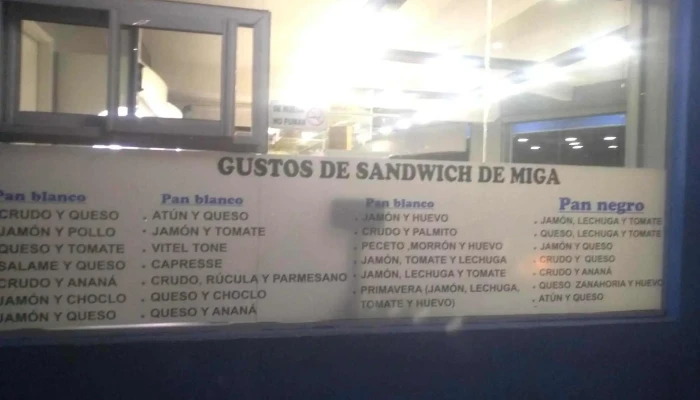 NO FUMAR
GUSTOS DE SANDWICH DE MIGA
Pan blanco
CRUDO Y QUESO
JAMÓN Y POLLO
QUESO Y TOMATE
SALAME Y QUESO
CRUDO Y ANANÁ
JAMÓN Y CHOCLO
JAMÓN Y QUESO
Pan blanco
. ATÚN Y QUESO
. JAMÓN Y TOMATE
. VITEL TONE
. CAPRESSE
. CRUDO, RÚCULA Y PARMESANO
. QUESO Y CHOCLO
. QUESO Y ANANÁ
Pan blanco
. JAMÓN Y HUEVO
. CRUDO Y PALMITO
PECETO ,MORRÓN Y HUEVO
. JAMÓN, TOMATE Y LECHUGA
. JAMÓN, LECHUGA Y TOMATE
. PRIMAVERA (JAMÓN, LECHUGA,
TOMATE Y HUEVO)
Pan negro
. JAMÓN, LECHUGA Y TOMATE
. QUESO, LECHUGA Y TOMATE
. JAMÓN Y QUESO
. CRUDO Y QUESO
. CRUDO Y ANANÁ
. QUESO ZANAHORIA Y HUEVO
. ATÚN Y QUESO